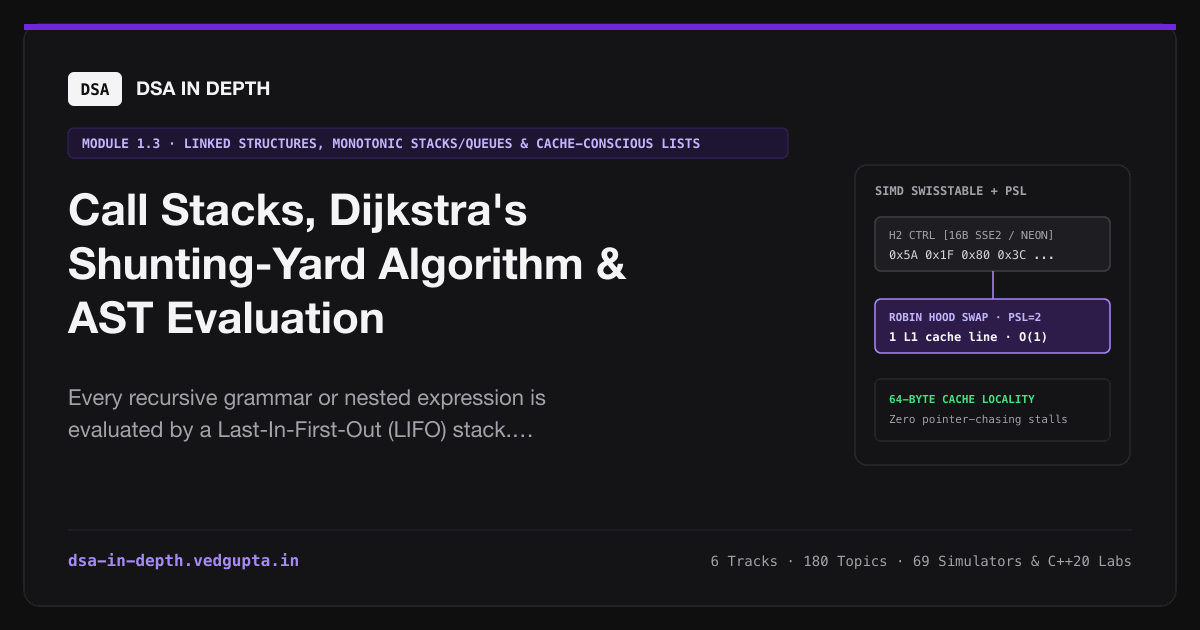 DSA
DSA IN DEPTH
MODULE 1.3 · LINKED STRUCTURES, MONOTONIC STACKS/QUEUES & CACHE-CONSCIOUS LISTS
Call Stacks, Dijkstra's
Shunting-Yard Algorithm &
AST Evaluation
Every recursive grammar or nested expression is
evaluated by a Last-In-First-Out (LIFO) stack.…
SIMD SWISSTABLE + PSL
H2 CTRL [16B SSE2 / NEON]
0x5A 0x1F 0x80 0x3C ...
ROBIN HOOD SWAP · PSL=2
1 L1 cache line · O(1)
64-BYTE CACHE LOCALITY
Zero pointer-chasing stalls
dsa-in-depth.vedgupta.in
6 Tracks · 180 Topics · 69 Simulators & C++20 Labs